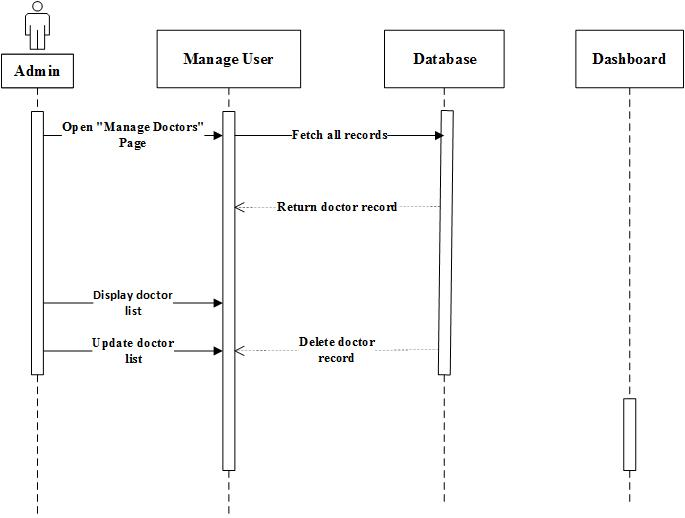 Admin
Manage User
Database
Dashboard
Open "Manage Doctors"
Page
Fetch all records
Return doctor record
Display doctor
list
Update doctor
list
Delete doctor
record